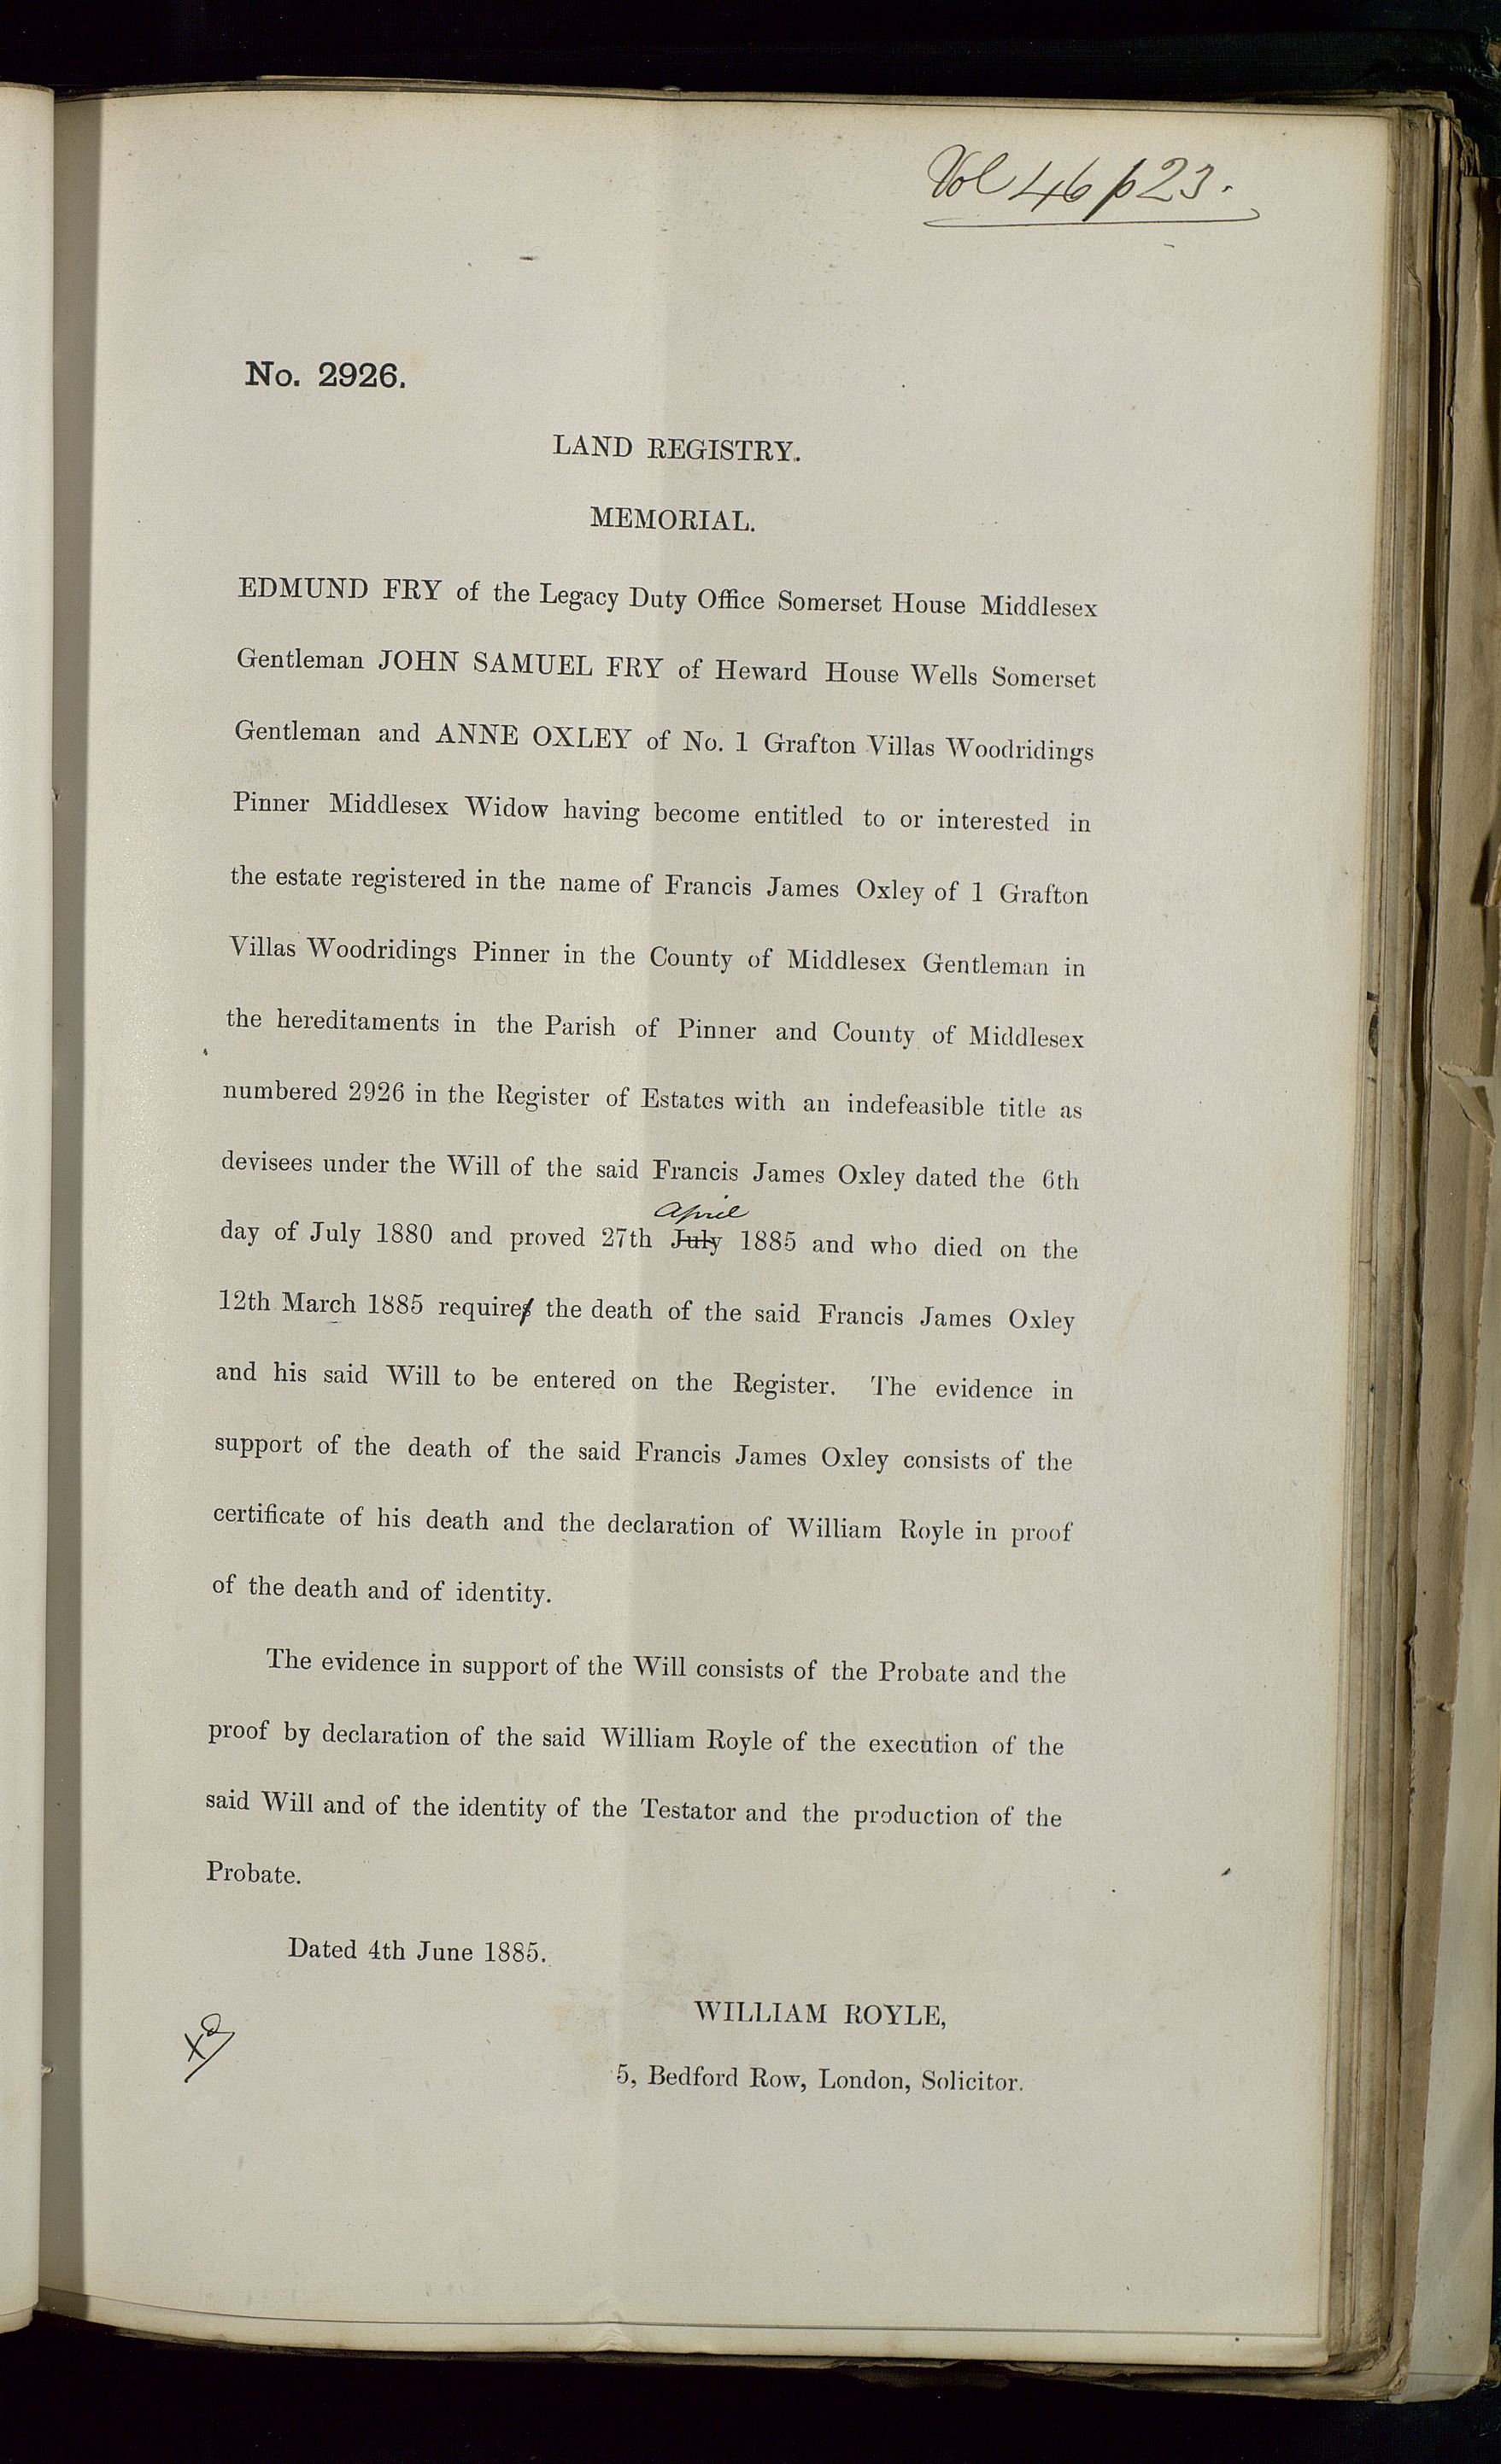 Vol 46 p 23.
No. 2926.
LAND REGISTRY.
MEMORIAL.
EDMUND FRY of the Legacy Duty Office Somerset House Middlesex
Gentleman JOHN SAMUEL FRY of Heward House Wells Somerset
Gentleman and ANNE OXLEY of No. 1 Grafton Villas Woodridings
Pinner Middlesex Widow having become entitled to or interested in
the estate registered in the name of Francis James Oxley of 1 Grafton
Villas Woodridings Pinner in the County of Middlesex Gentleman in
the hereditaments in the Parish of Pinner and County of Middlesex
numbered 2926 in the Register of Estates with an indefeasible title as
devisees under the Will of the said Francis James Oxley dated the 6th
April
day of July 1880 and proved 27th July 1885 and who died on the
12th March 1885 requires the death of the said Francis James Oxley
and his said Will to be entered on the Register. The evidence in
support of the death of the said Francis James Oxley consists of the
certificate of his death and the declaration of William Royle in proof
of the death and of identity.
The evidence in support of the Will consists of the Probate and the
proof by declaration of the said William Royle of the execution of the
said Will and of the identity of the Testator and the production of the
Probate.
Dated 4th June 1885.
WILLIAM ROYLE,
5, Bedford Row, London, Solicitor.